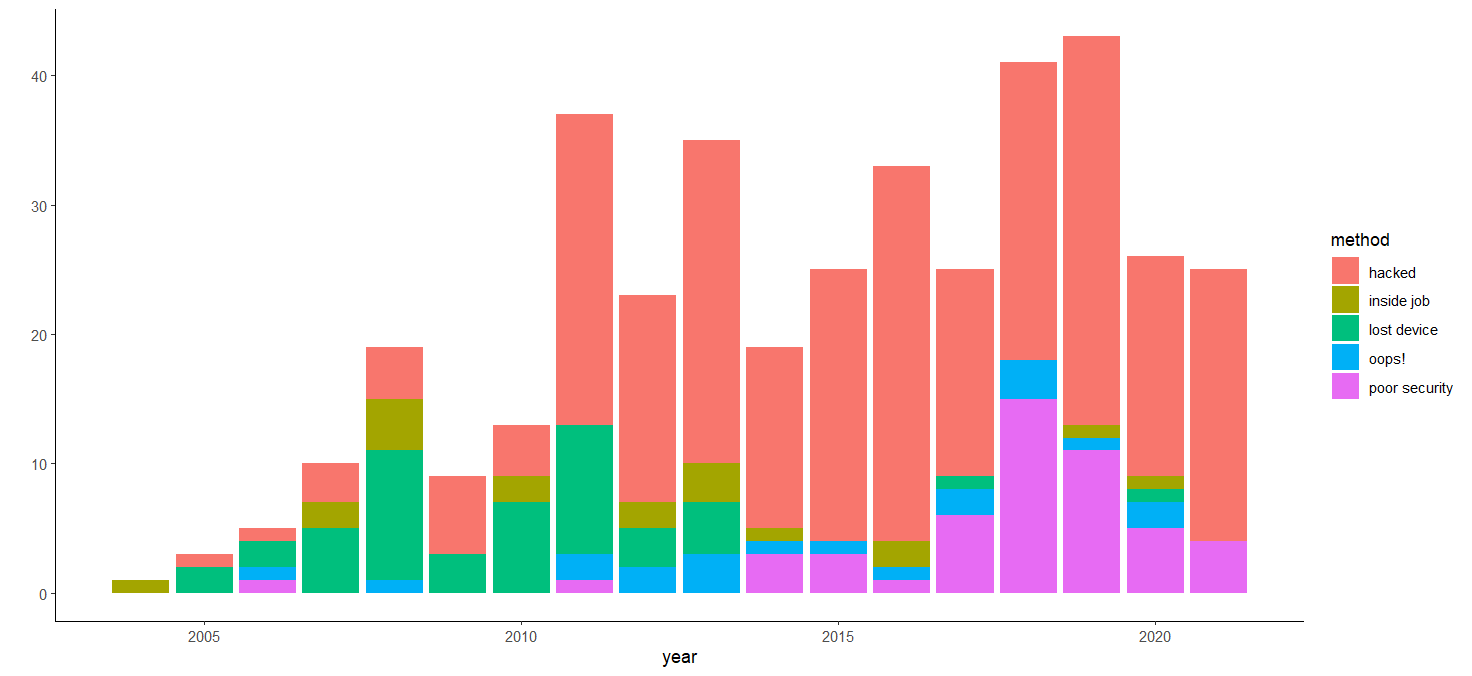 40
30
20
10
0
2005
2010
2015
2020
year
method
hacked
inside job
lost device
oops!
poor security